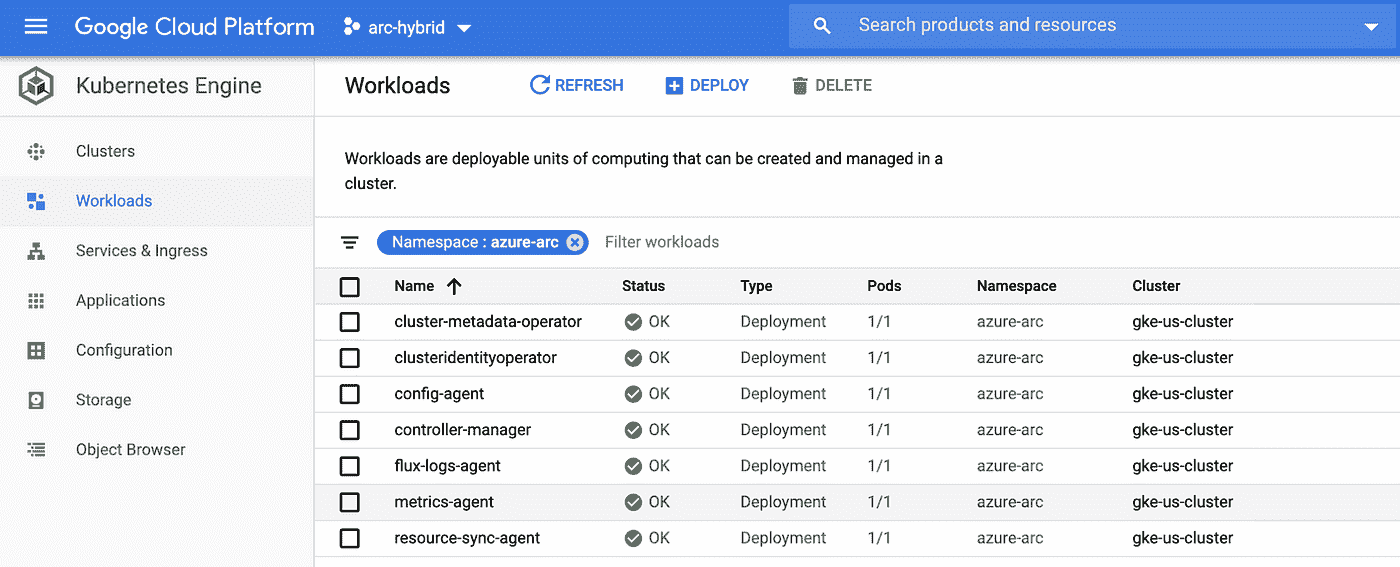 Google Cloud Platform arc-hybrid Search products and resources
Kubernetes Engine
Clusters
Workloads
Services & Ingress
Applications
Configuration
Storage
Object Browser
Workloads REFRESH DEPLOY DELETE
Workloads are deployable units of computing that can be created and managed in a
cluster.
Namespace : azure-arc Filter workloads
Name Status Type Pods Namespace Cluster
cluster-metadata-operator OK Deployment 1/1 azure-arc gke-us-cluster
clusteridentityoperator OK Deployment 1/1 azure-arc gke-us-cluster
config-agent OK Deployment 1/1 azure-arc gke-us-cluster
controller-manager OK Deployment 1/1 azure-arc gke-us-cluster
flux-logs-agent OK Deployment 1/1 azure-arc gke-us-cluster
metrics-agent OK Deployment 1/1 azure-arc gke-us-cluster
resource-sync-agent OK Deployment 1/1 azure-arc gke-us-cluster